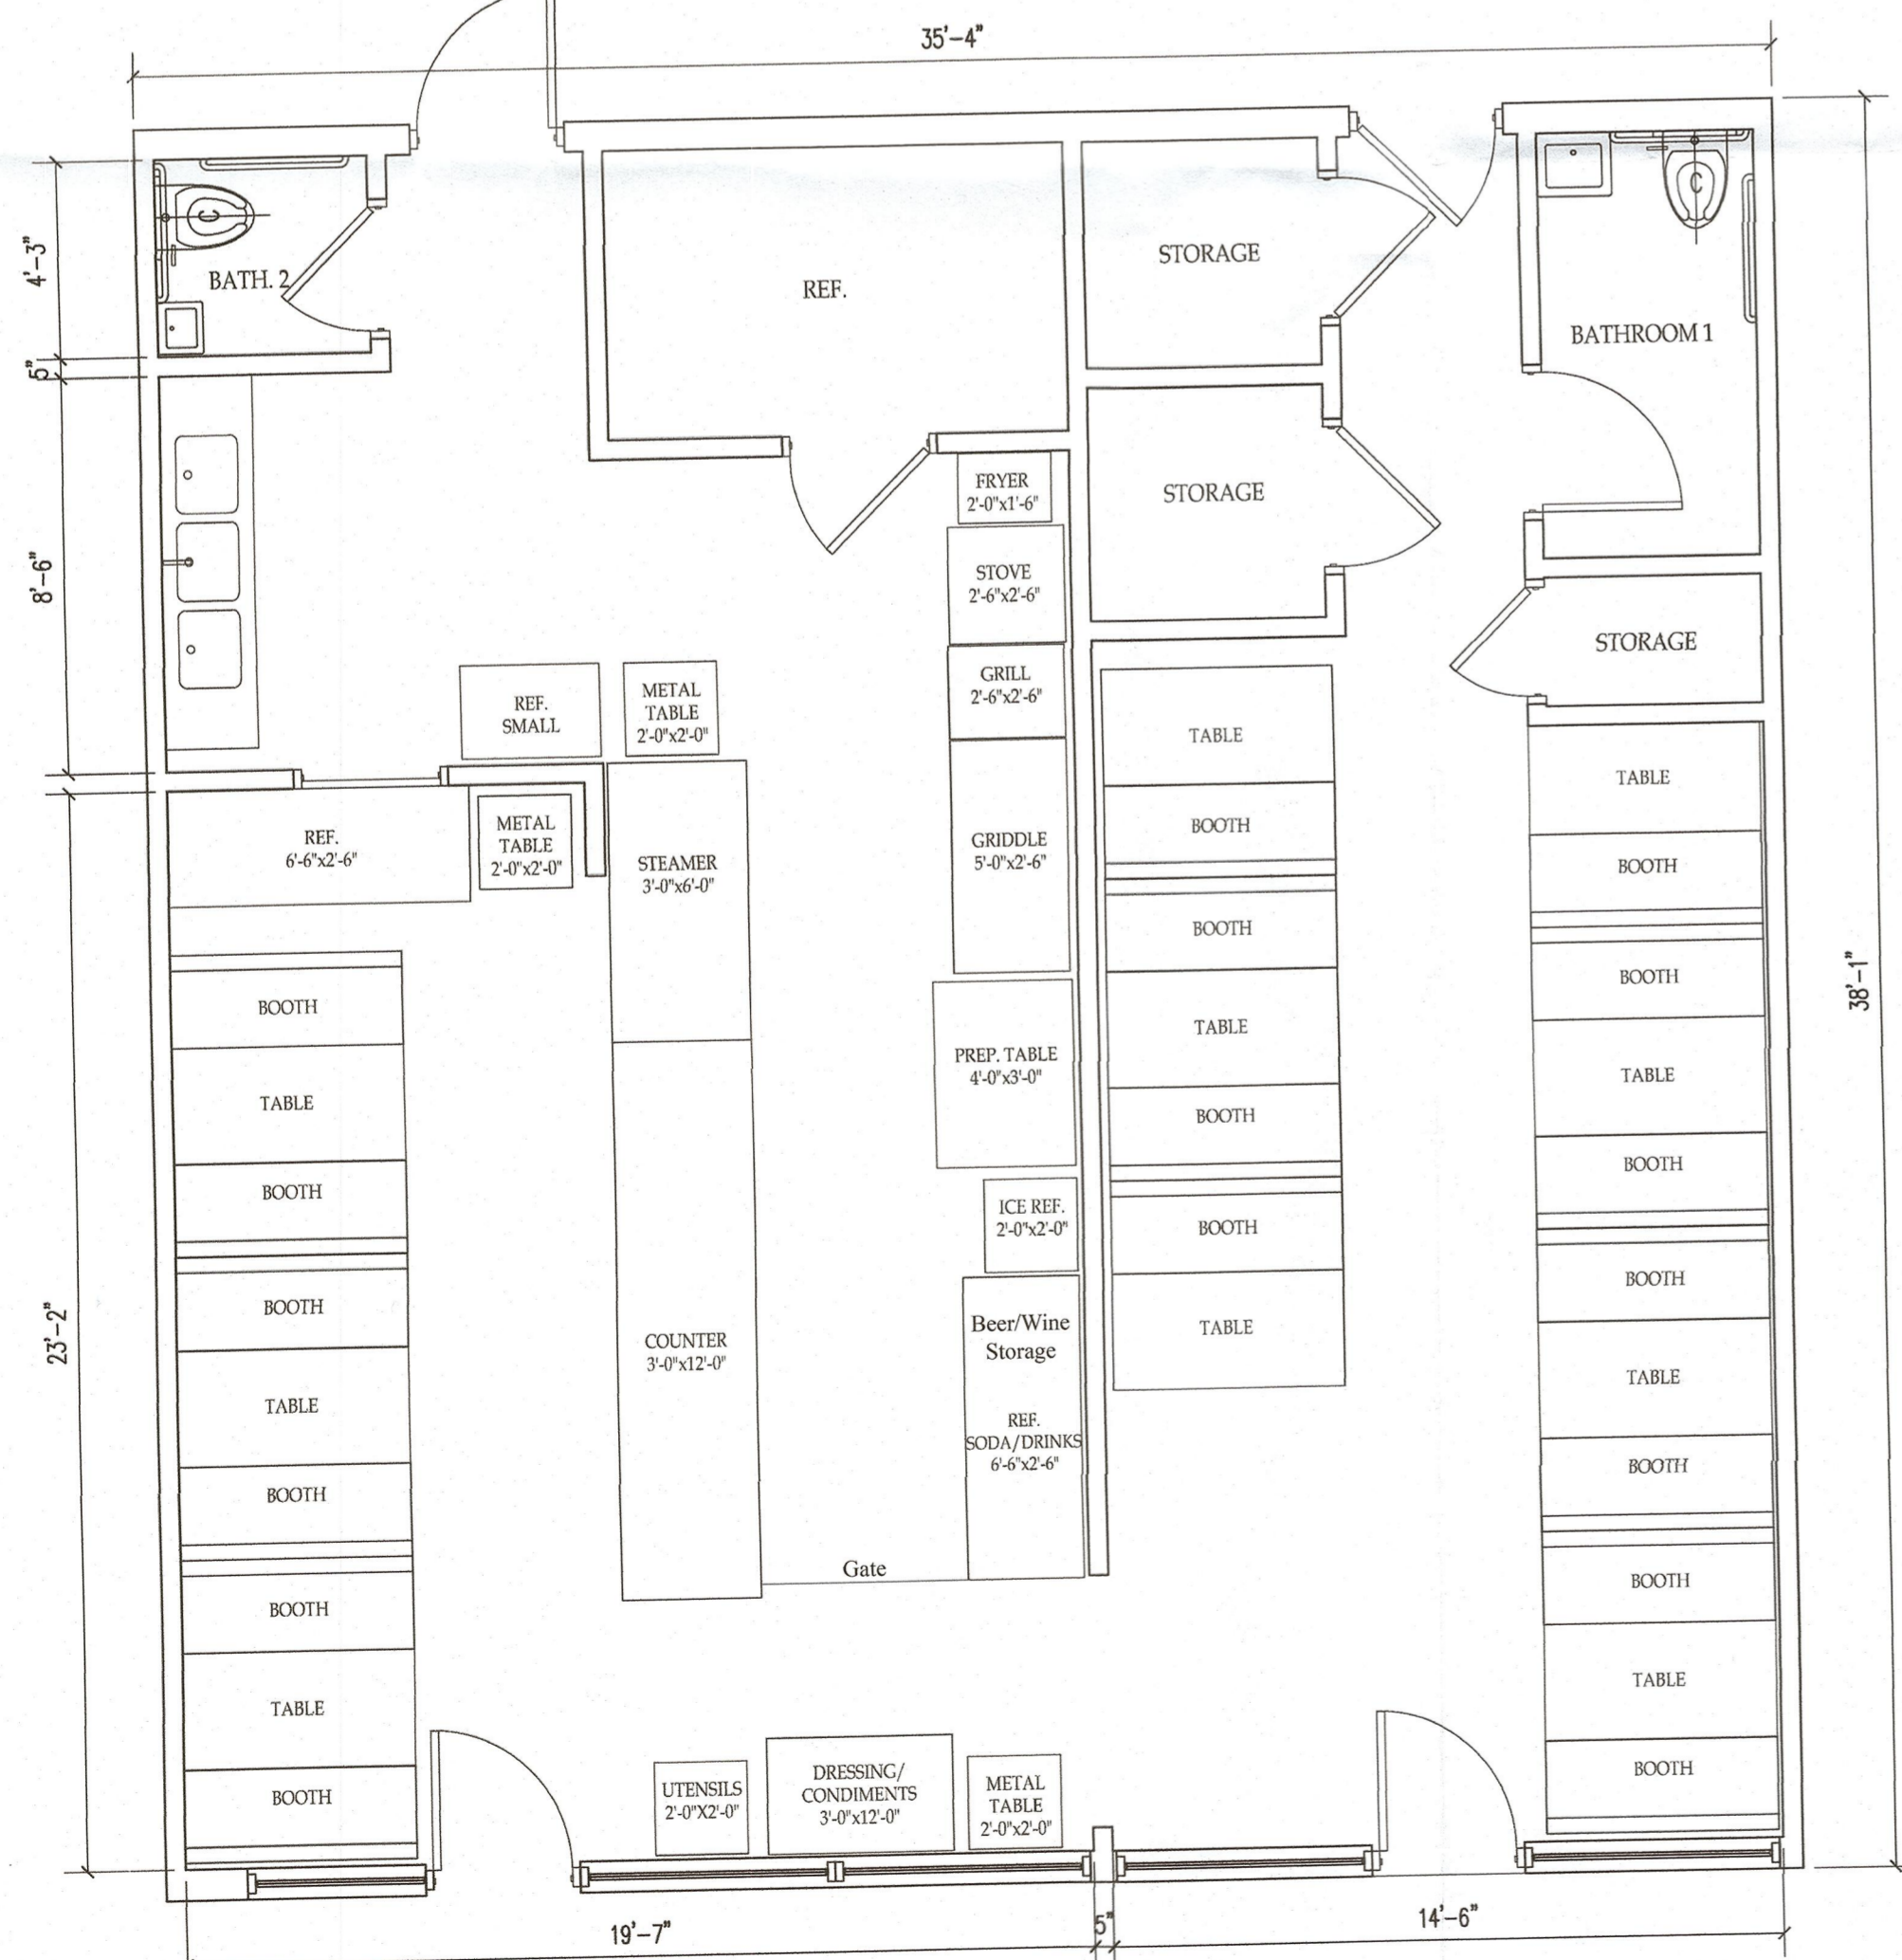 35'-4"
4'-3"
BATH. 2
5"
8'-6"
REF.
STORAGE
BATHROOM 1
STORAGE
STORAGE
FRYER
2'-0"x1'-6"
STOVE
2'-6"x2'-6"
GRILL
2'-6"x2'-6"
REF.
SMALL
METAL
TABLE
2'-0"x2'-0"
REF.
6'-6"x2'-6"
METAL
TABLE
2'-0"x2'-0"
STEAMER
3'-0"x6'-0"
GRIDDLE
5'-0"x2'-6"
PREP. TABLE
4'-0"x3'-0"
ICE REF.
2'-0"x2'-0"
Beer/Wine
Storage
REF.
SODA/DRINKS
6'-6"x2'-6"
COUNTER
3'-0"x12'-0"
Gate
23'-2"
BOOTH
TABLE
BOOTH
BOOTH
TABLE
BOOTH
BOOTH
TABLE
BOOTH
TABLE
BOOTH
BOOTH
TABLE
BOOTH
BOOTH
TABLE
TABLE
BOOTH
BOOTH
TABLE
BOOTH
BOOTH
TABLE
BOOTH
BOOTH
TABLE
BOOTH
38'-1"
UTENSILS
2'-0"X2'-0"
DRESSING/
CONDIMENTS
3'-0"x12'-0"
METAL
TABLE
2'-0"x2'-0"
19'-7"
5"
14'-6"